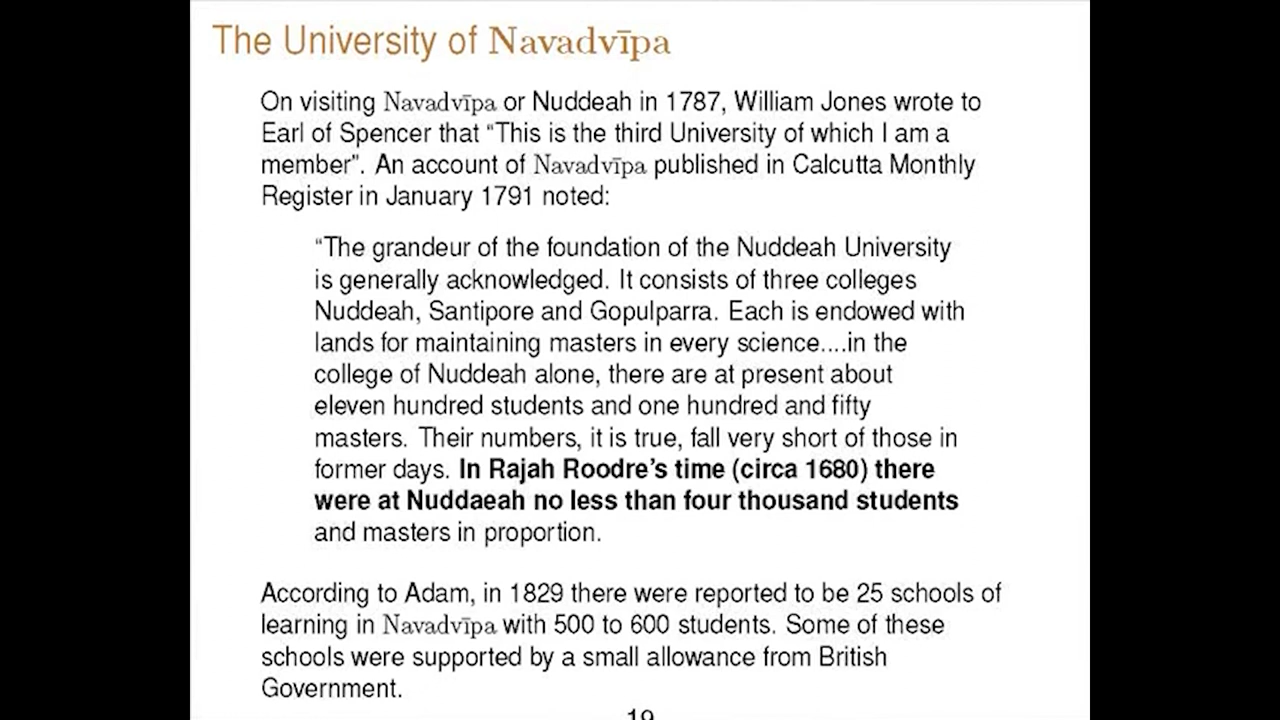 The University of Navadvīpa
On visiting Navadvīpa or Nuddeah in 1787, William Jones wrote to
Earl of Spencer that “This is the third University of which I am a
member”. An account of Navadvīpa published in Calcutta Monthly
Register in January 1791 noted:
“The grandeur of the foundation of the Nuddeah University
is generally acknowledged. It consists of three colleges
Nuddeah, Santipore and Gopulparra. Each is endowed with
lands for maintaining masters in every science....in the
college of Nuddeah alone, there are at present about
eleven hundred students and one hundred and fifty
masters. Their numbers, it is true, fall very short of those in
former days. In Rajah Roodre’s time (circa 1680) there
were at Nuddaeah no less than four thousand students
and masters in proportion.
According to Adam, in 1829 there were reported to be 25 schools of
learning in Navadvīpa with 500 to 600 students. Some of these
schools were supported by a small allowance from British
Government.
19